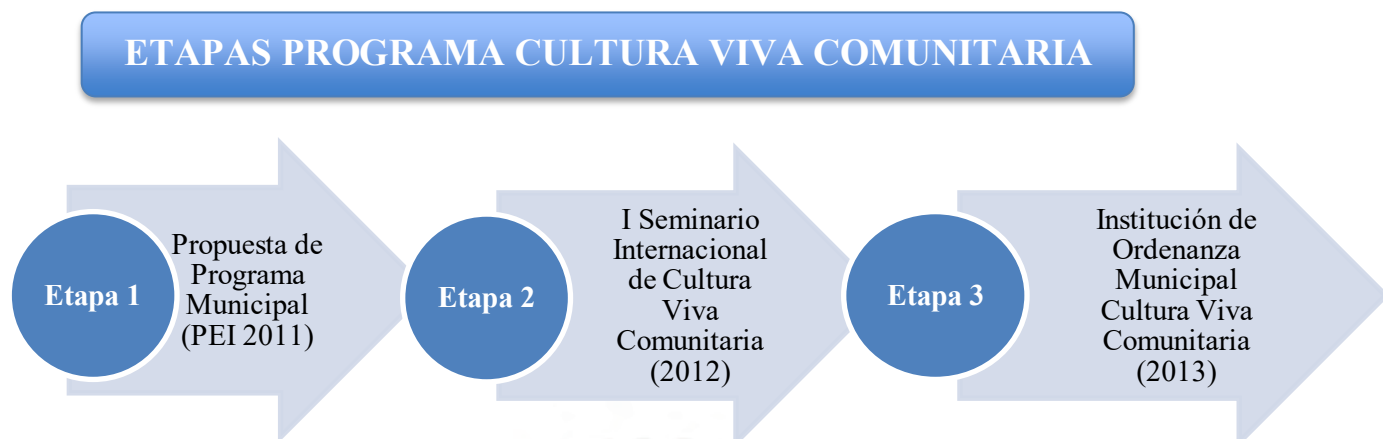 ETAPAS PROGRAMA CULTURA VIVA COMUNITARIA
Etapa 1
Propuesta de
Programa
Municipal
(PEI 2011)
Etapa 2
I Seminario
Internacional
de Cultura
Viva
Comunitaria
(2012)
Etapa 3
Institución de
Ordenanza
Municipal
Cultura Viva
Comunitaria
(2013)